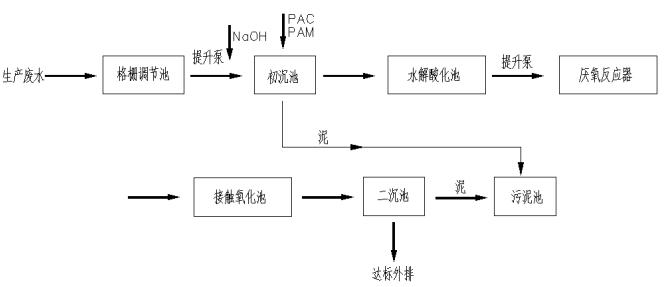 PAC
PAM
NaOH
提升泵
提升泵
生产废水
格栅调节池
初沉池
水解酸化池
厌氧反应器
泥
接触氧化池
二沉池
泥
污泥池
达标外排